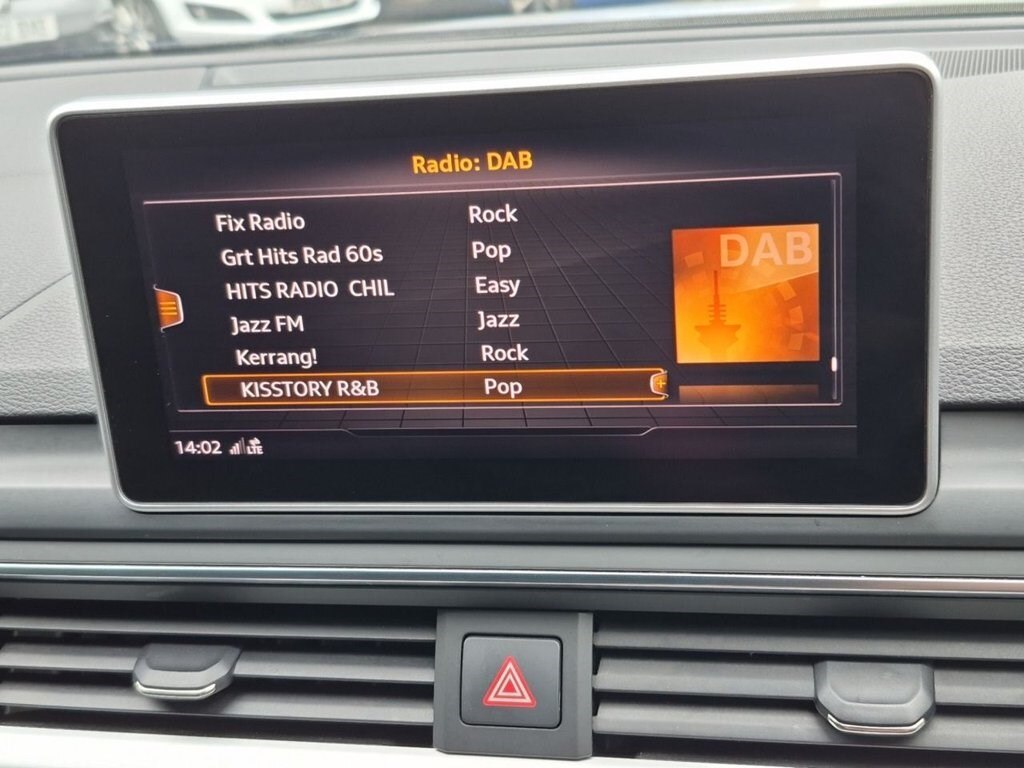 Radio: DAB
Fix Radio Rock
Grt Hits Rad 60s Pop
HITS RADIO CHIL Easy
Jazz FM Jazz
Kerrang! Rock
KISSTORY R&B Pop
DAB
14:02 LTE